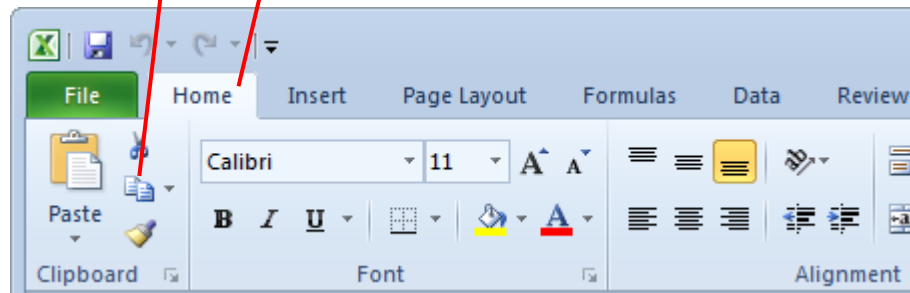 File Home Insert Page Layout Formulas Data Review
Calibri 11 A A
Paste B I U A
Clipboard Font Alignment